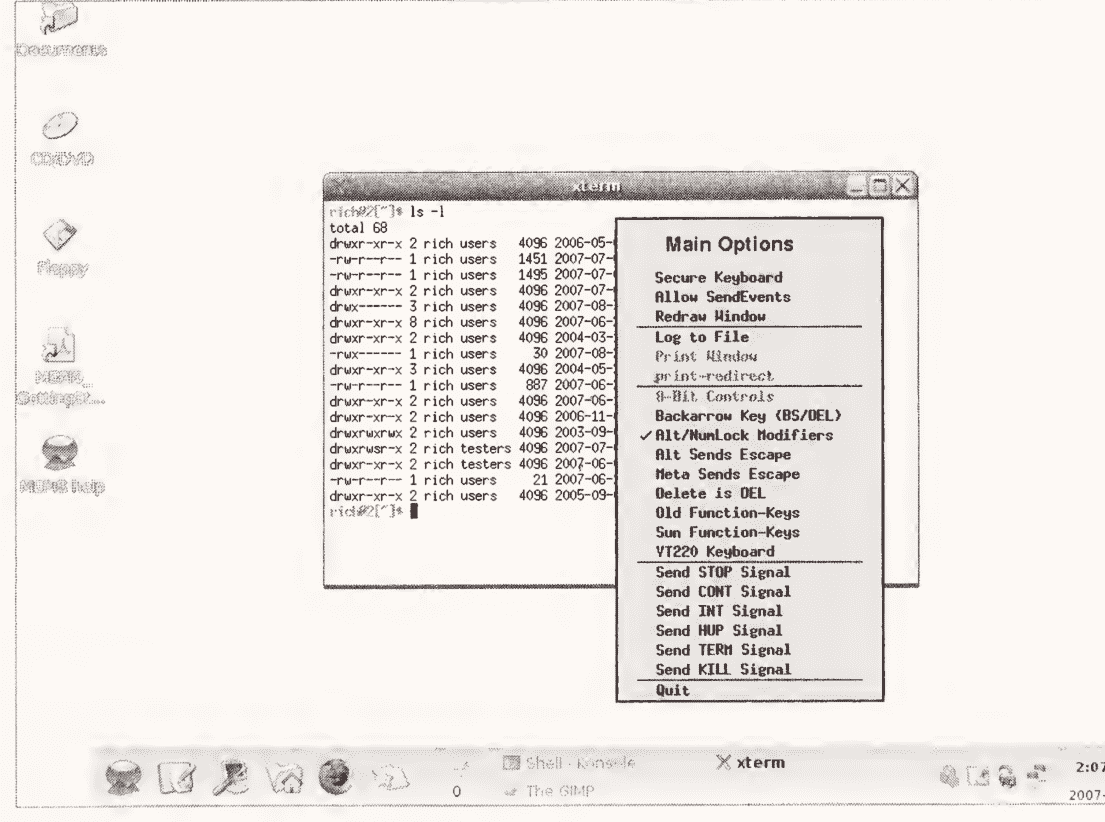 Documents
CD/DVD
Floppy
xterm
rich@2[~]$ ls -l
total 68
drwxr-xr-x 2 rich users 4096 2006-05-
-rw-r--r-- 1 rich users 1451 2007-07-
-rw-r--r-- 1 rich users 1495 2007-07-
drwxr-xr-x 2 rich users 4096 2007-07-
drwx------ 3 rich users 4096 2007-08-
drwxr-xr-x 8 rich users 4096 2007-06-
drwxr-xr-x 2 rich users 4096 2004-03-
-rwx------ 1 rich users 30 2007-08-
drwxr-xr-x 3 rich users 4096 2004-05-
-rw-r--r-- 1 rich users 887 2007-06-
drwxr-xr-x 2 rich users 4096 2007-06-
drwxr-xr-x 2 rich users 4096 2006-11-
drwxrwxrwx 2 rich users 4096 2003-09-
drwxrwsr-x 2 rich testers 4096 2007-07-
drwxr-xr-x 2 rich testers 4096 2007-06-
-rw-r--r-- 1 rich users 21 2007-06-
drwxr-xr-x 2 rich users 4096 2005-09-
rich@2[~]$
Main Options
Secure Keyboard
Allow SendEvents
Redraw Window
Log to File
Print Window
print-redirect
8-Bit Controls
Backarrow Key (BS/DEL)
✓Alt/NumLock Modifiers
Alt Sends Escape
Meta Sends Escape
Delete is DEL
Old Function-Keys
Sun Function-Keys
VT220 Keyboard
Send STOP Signal
Send CONT Signal
Send INT Signal
Send HUP Signal
Send TERM Signal
Send KILL Signal
Quit
0
Shell - Konsole
The GIMP
xterm
2:07
2007-